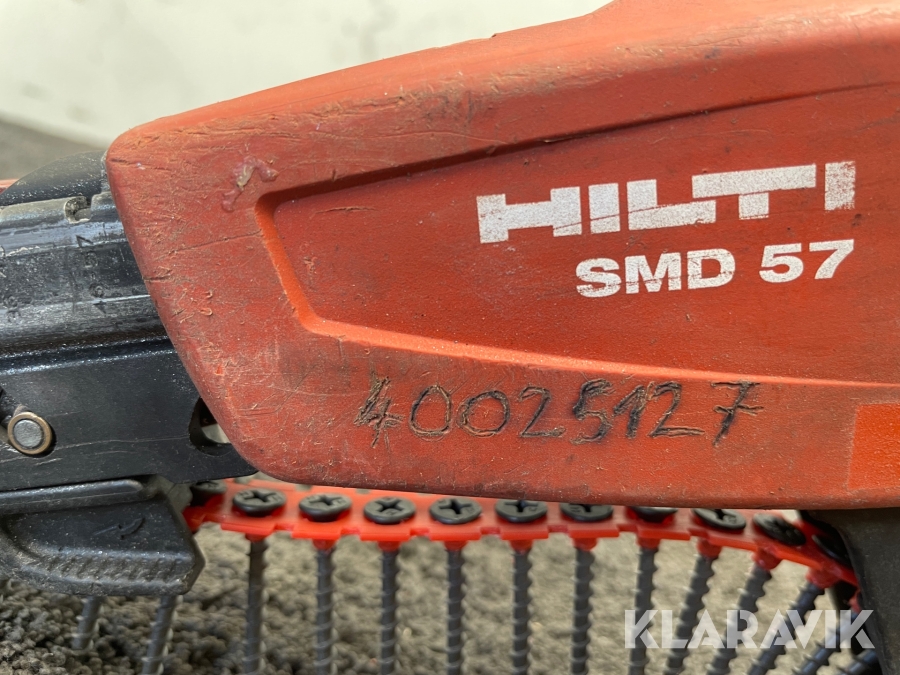 HILTI
SMD 57
40025127
KLARAVIK